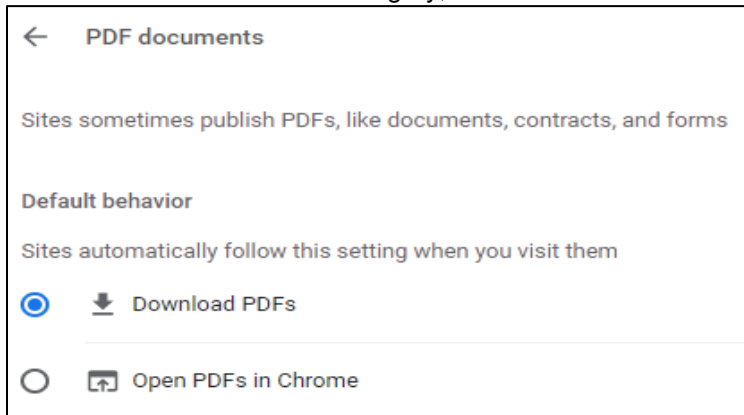 PDF documents
Sites sometimes publish PDFs, like documents, contracts, and forms
Default behavior
Sites automatically follow this setting when you visit them
Download PDFs
Open PDFs in Chrome